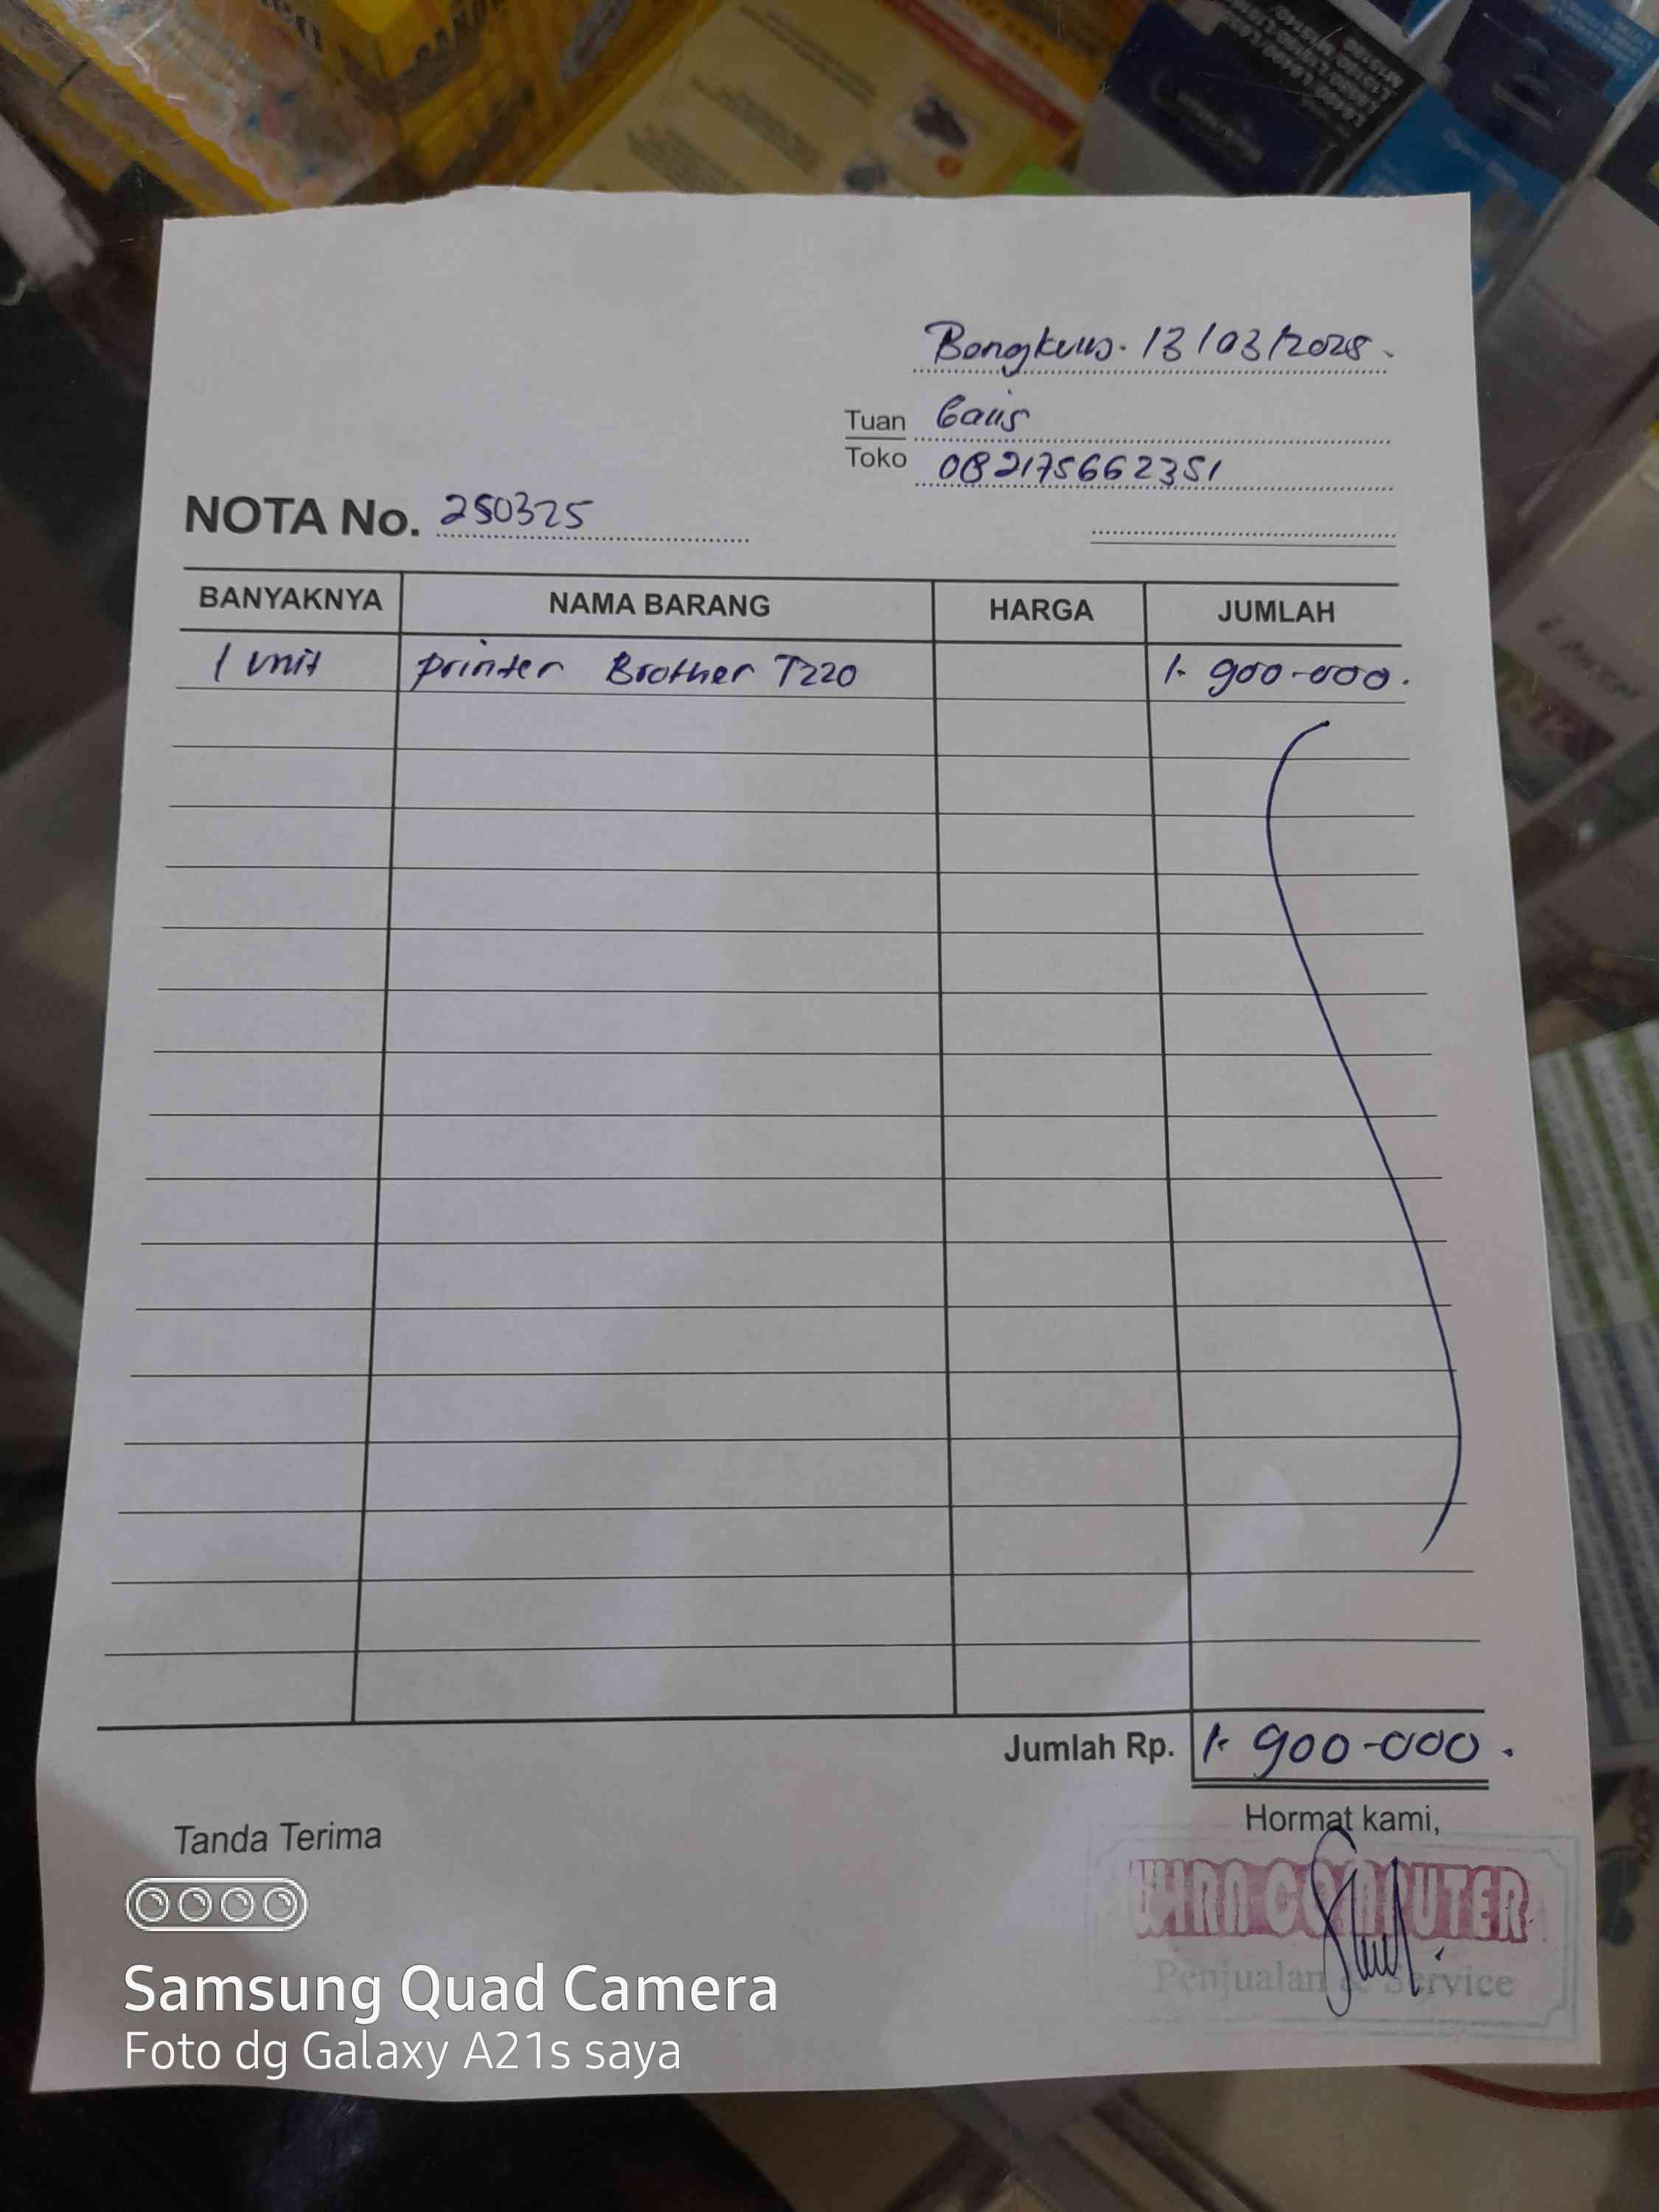 13/03/2025.
Tuan
Toko 082175662351
NOTA No. 250325
BANYAKNYA NAMA BARANG HARGA JUMLAH
1 unit printer Brother T220 1. 900-000.
Jumlah Rp. 1. 900-000.
Tanda Terima Hormat kami,
WIRA COMPUTER
Penjualan & Service
Samsung Quad Camera
Foto dg Galaxy A21s saya